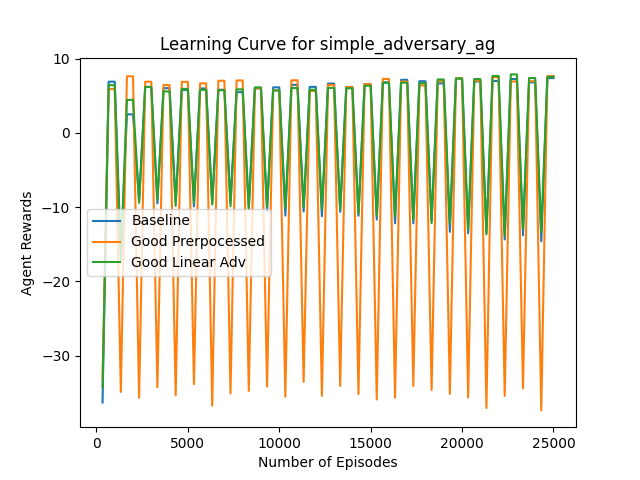 Learning Curve for simple_adversary_ag
Agent Rewards
10
0
−10
−20
−30
Baseline
Good Prerpocessed
Good Linear Adv
0 5000 10000 15000 20000 25000
Number of Episodes